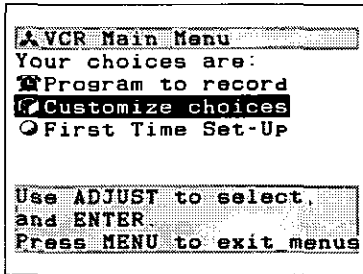 VCR Main Menu
Your choices are:
Program to record
Customize choices
First Time Set-Up
Use ADJUST to select,
and ENTER.
Press MENU to exit menus